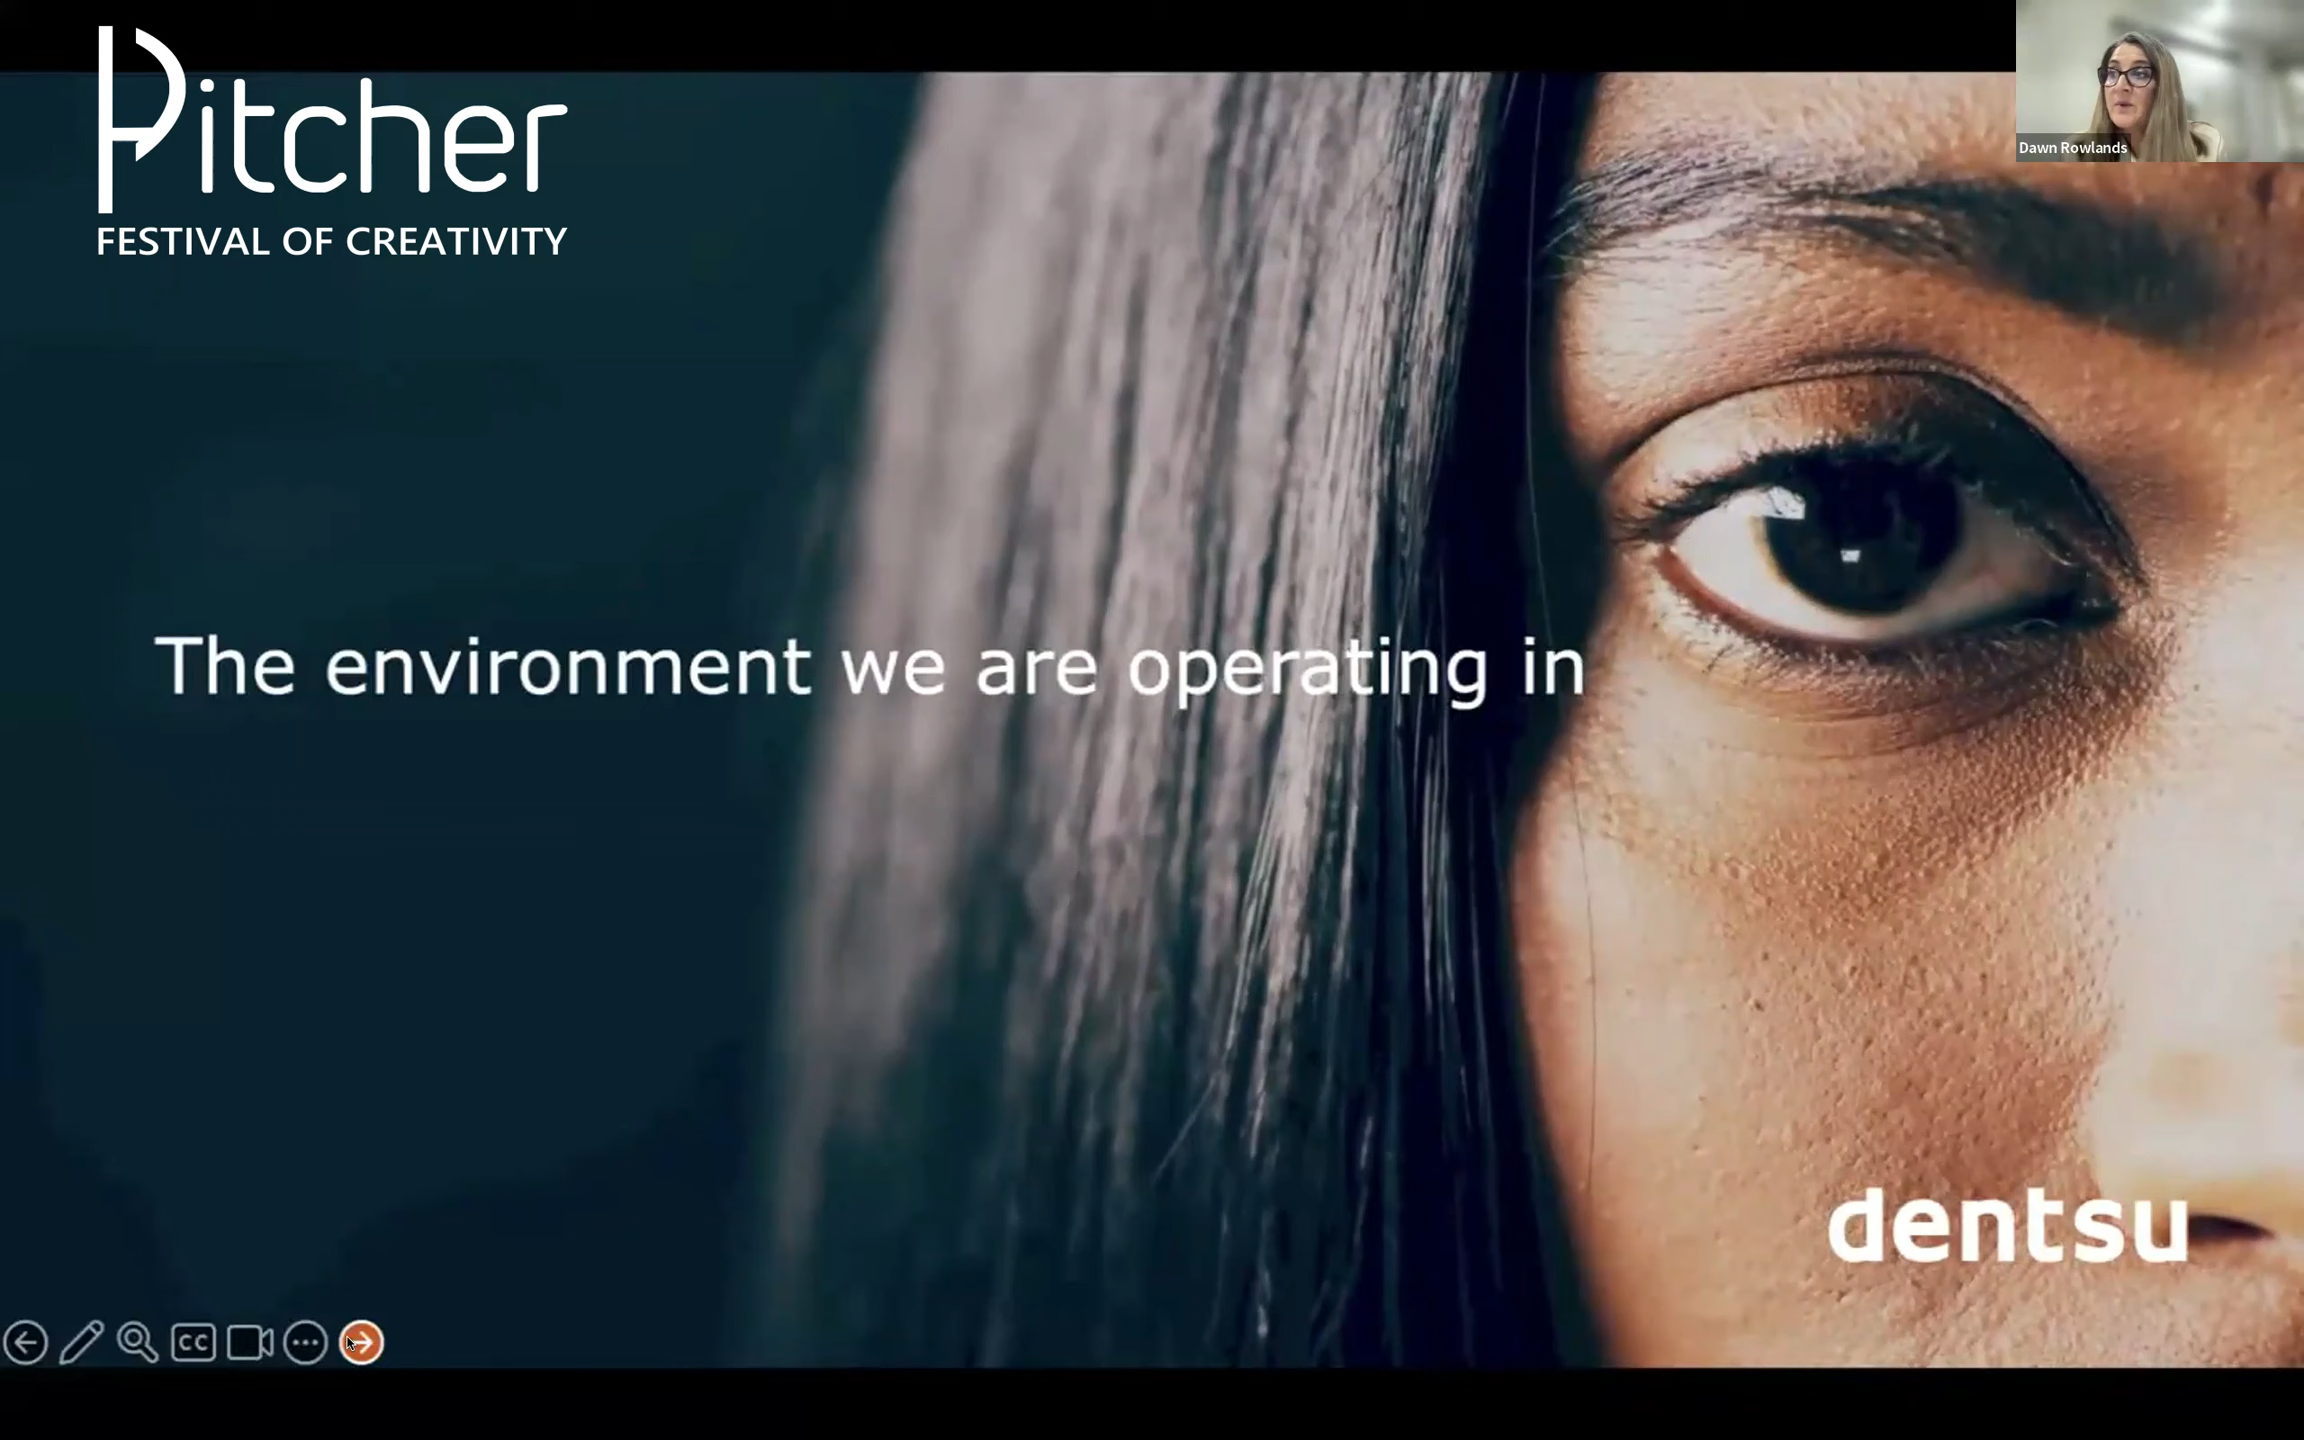 Pitcher
FESTIVAL OF CREATIVITY
Dawn Rowlands
The environment we are operating in
dentsu
CC